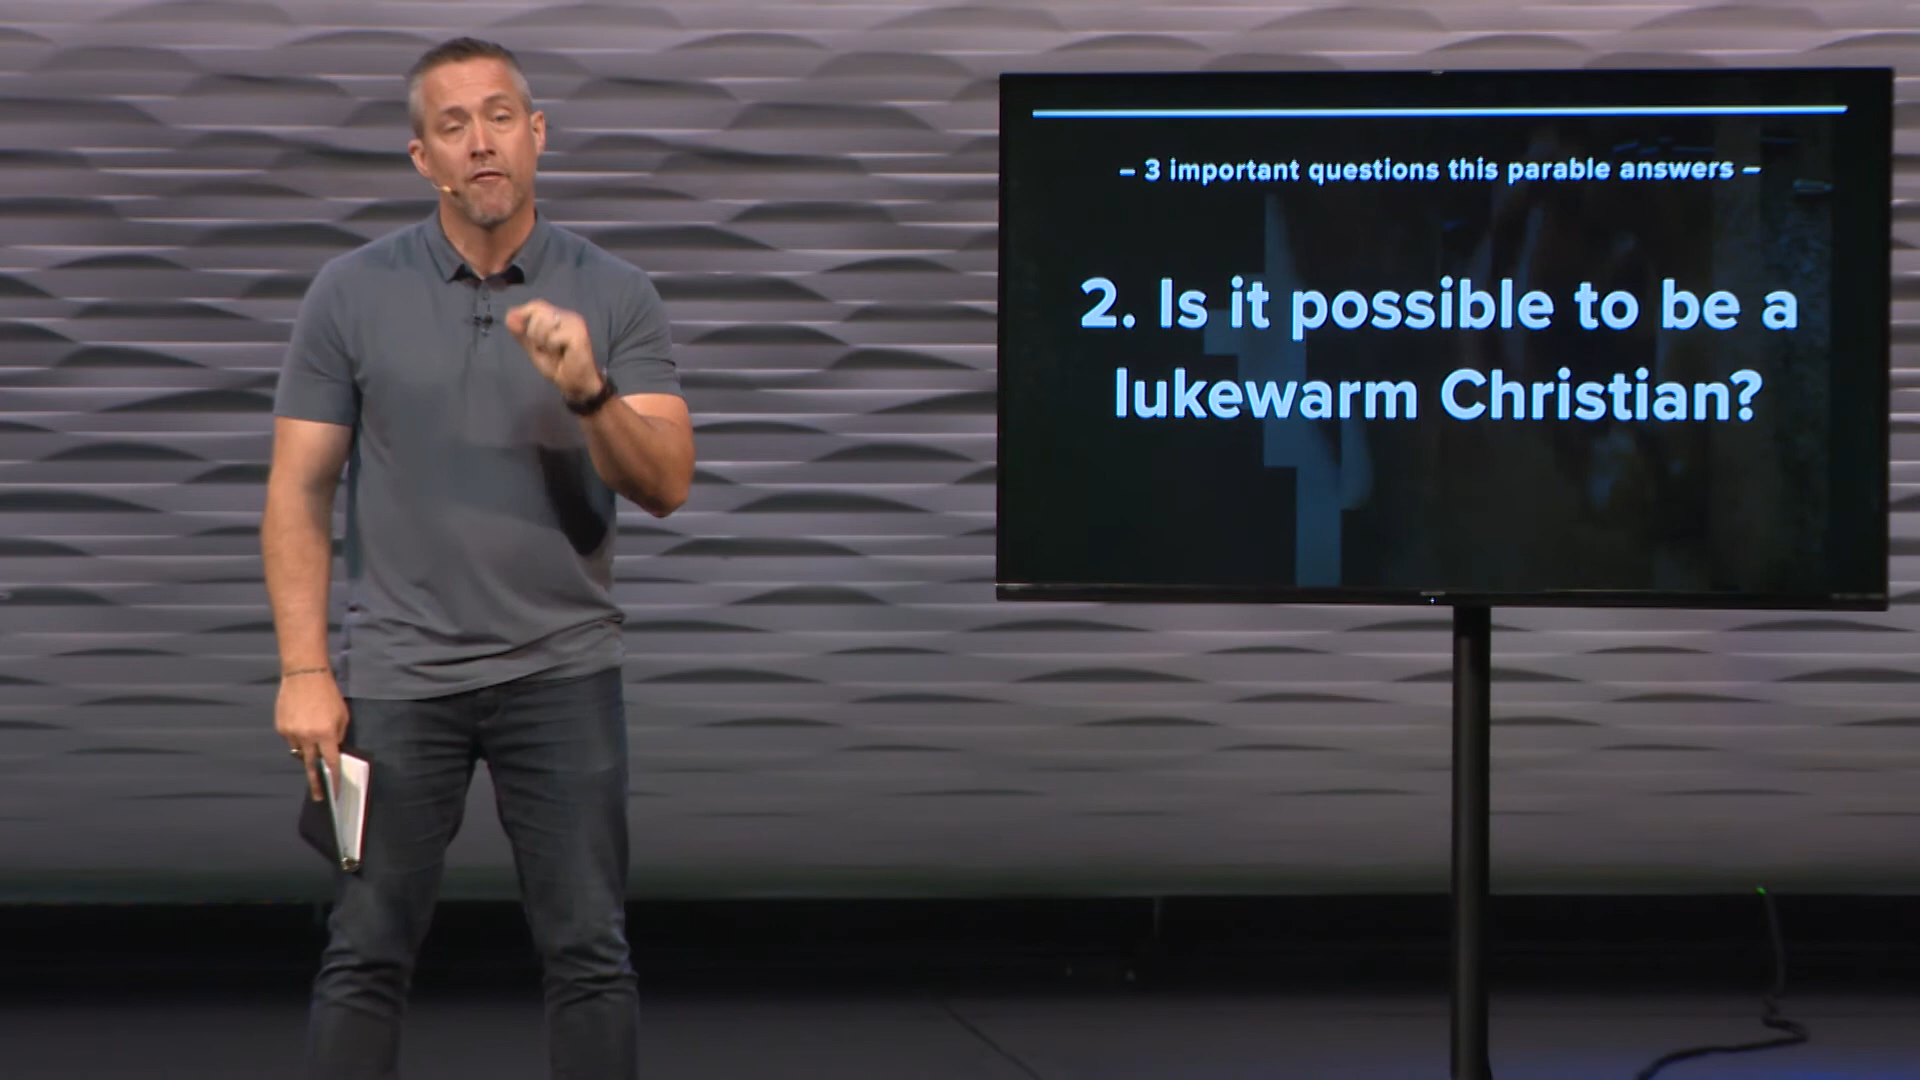 – 3 important questions this parable answers –
2. Is it possible to be a
lukewarm Christian?